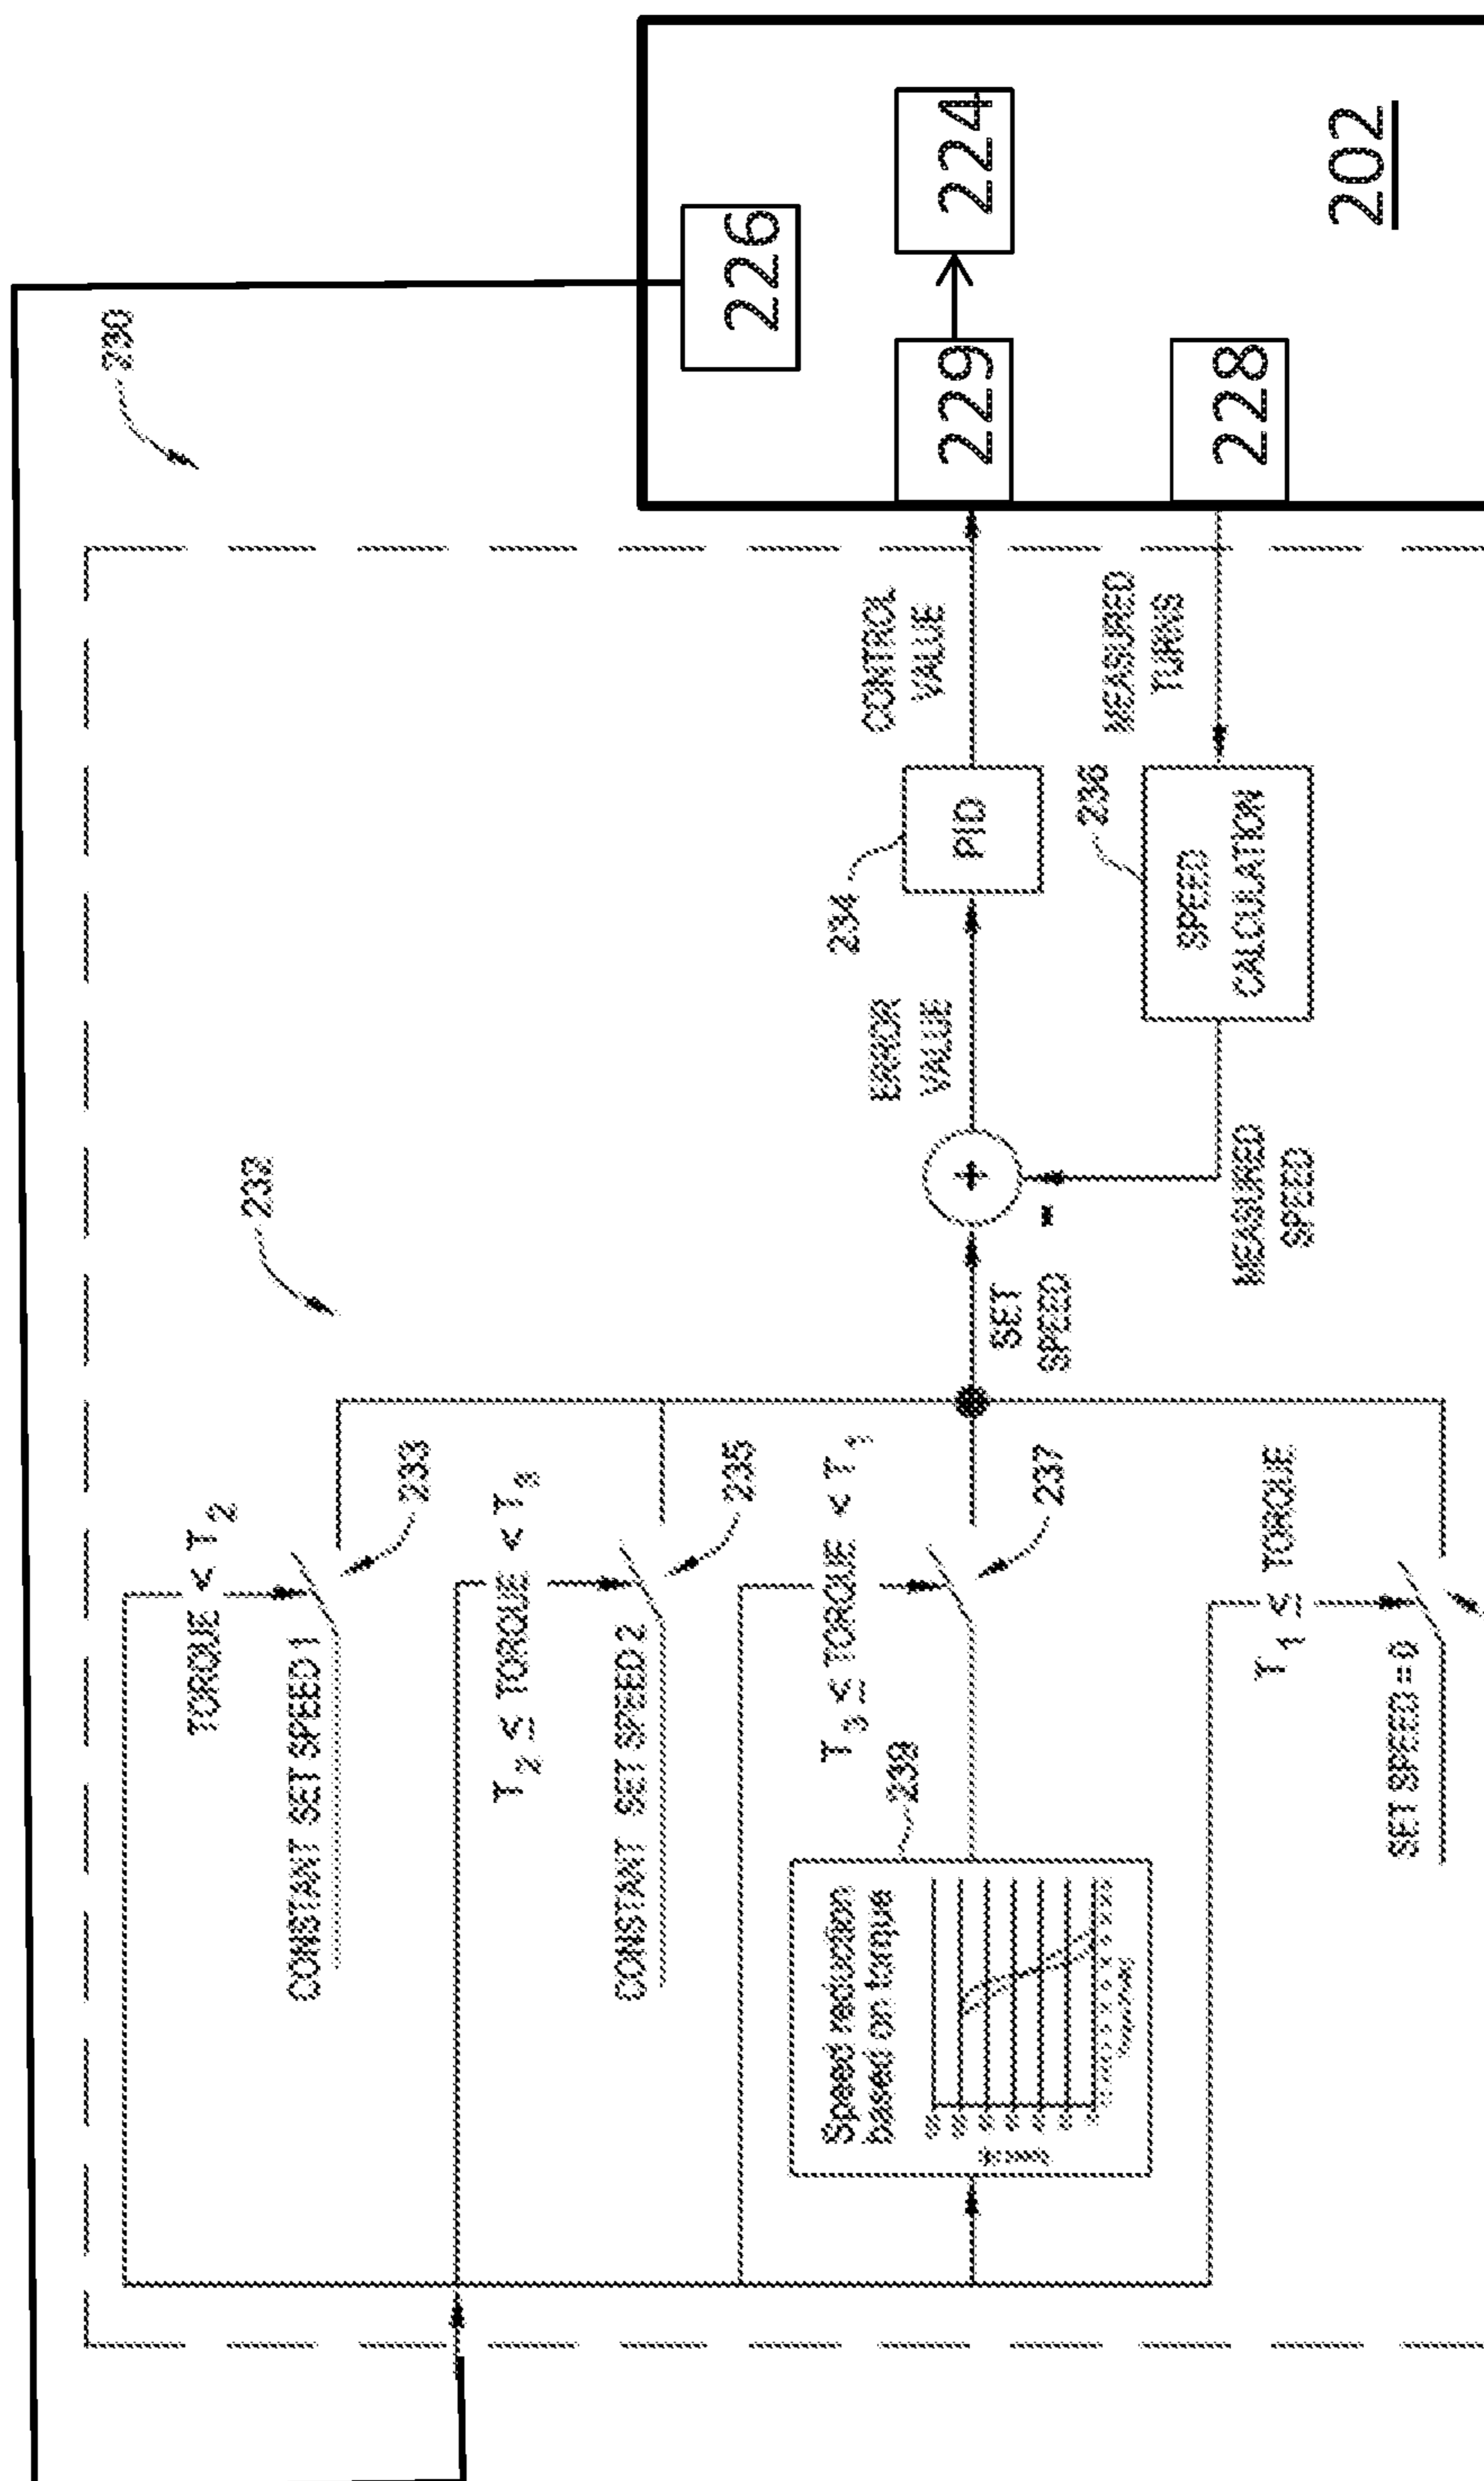 230
232
TORQUE < T2
CONSTANT SET SPEED 1
233
T2 ≤ TORQUE < T3
CONSTANT SET SPEED 2
235
T3 ≤ TORQUE < T1
239
Speed reduction
based on torque
237
SET
SPEED
+
-
ERROR
VALUE
234
PID
CONTROL
VALUE
236
SPEED
CALCULATION
MEASURED
TURNS
MEASURED
SPEED
T1 ≤ TORQUE
SET SPEED = 0
226
229
224
228
202